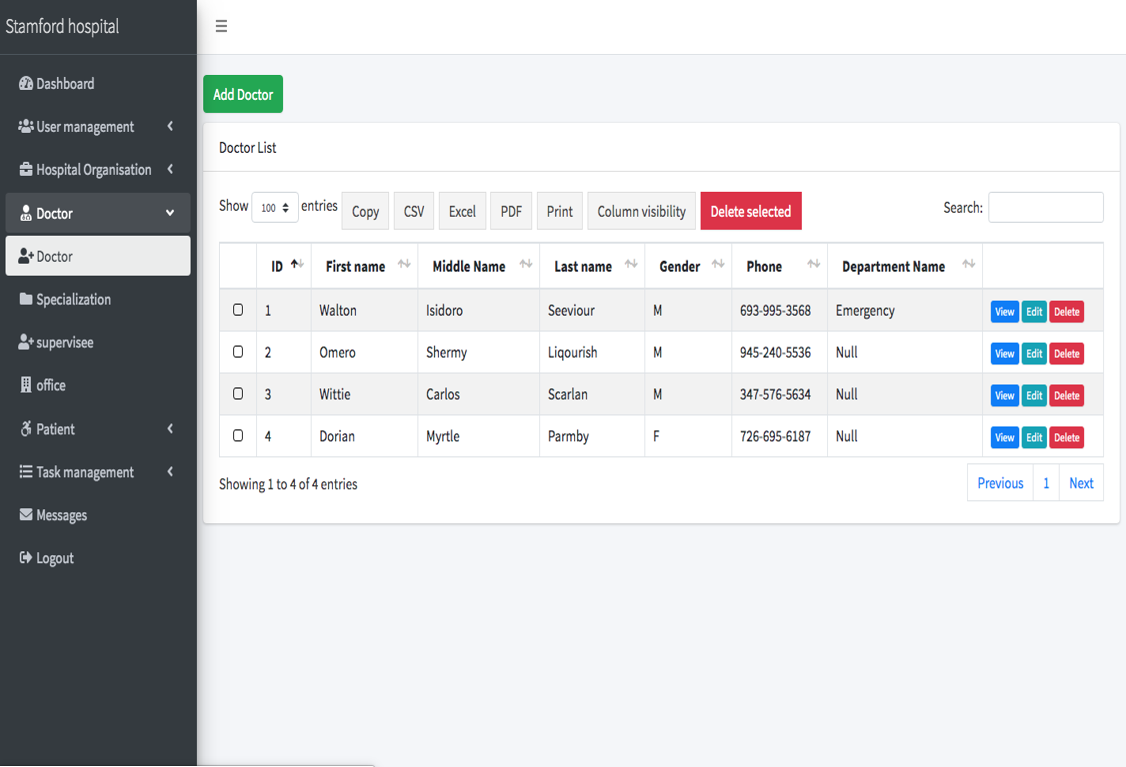 Stamford hospital
Dashboard
User management
Hospital Organisation
Doctor
Doctor
Specialization
supervisee
office
Patient
Task management
Messages
Logout
Add Doctor
Doctor List
Show 100 entries Copy CSV Excel PDF Print Column visibility Delete selected Search:
ID First name Middle Name Last name Gender Phone Department Name
1 Walton Isidoro Seeviour M 693-995-3568 Emergency View Edit Delete
2 Omero Shermy Liqourish M 945-240-5536 Null View Edit Delete
3 Wittie Carlos Scarlan M 347-576-5634 Null View Edit Delete
4 Dorian Myrtle Parmby F 726-695-6187 Null View Edit Delete
Showing 1 to 4 of 4 entries Previous 1 Next